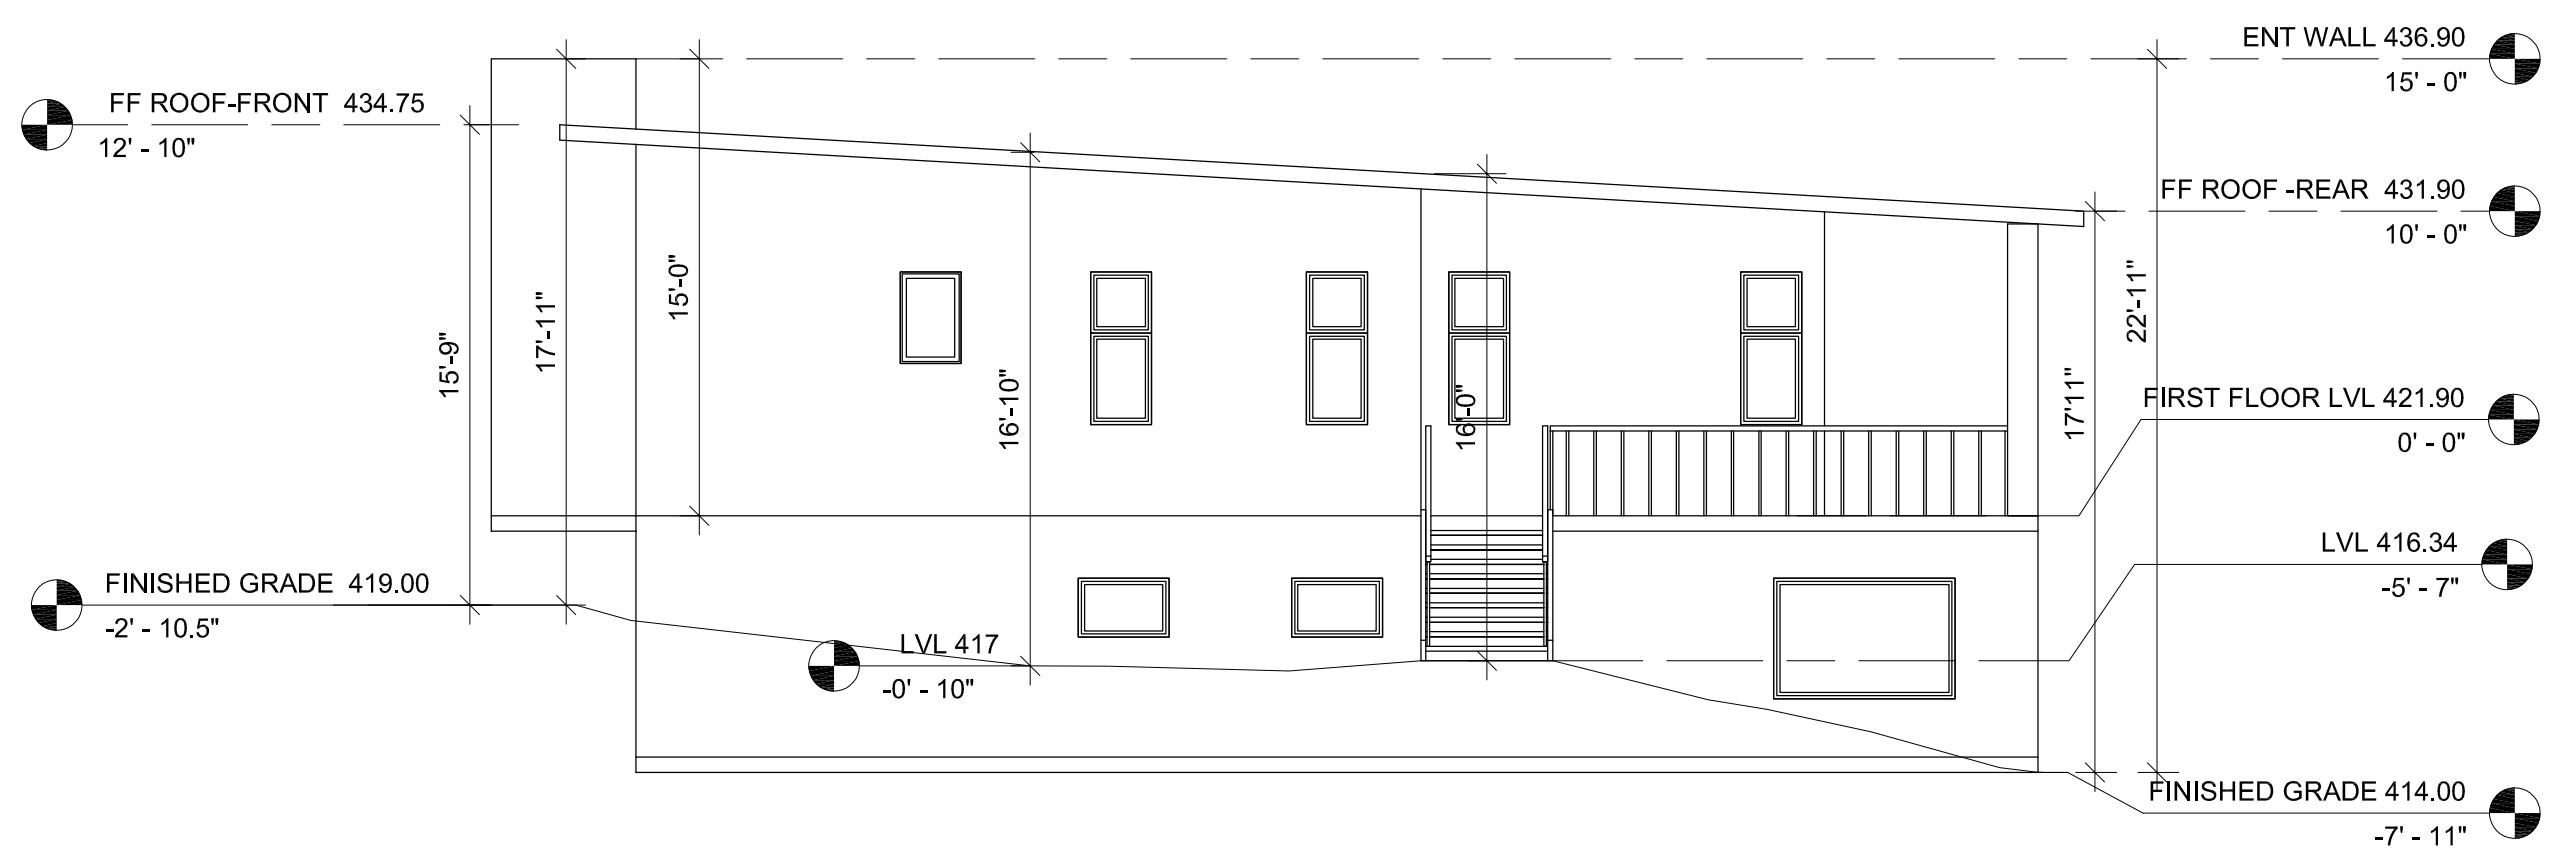 ENT WALL 436.90
15' - 0"
FF ROOF-FRONT 434.75
12' - 10"
FF ROOF -REAR 431.90
10' - 0"
15'-9"
17'-11"
15'-0"
16'-10"
16'-0"
17'11"
22'-11"
FIRST FLOOR LVL 421.90
0' - 0"
LVL 416.34
-5' - 7"
FINISHED GRADE 419.00
-2' - 10.5"
LVL 417
-0' - 10"
FINISHED GRADE 414.00
-7' - 11"